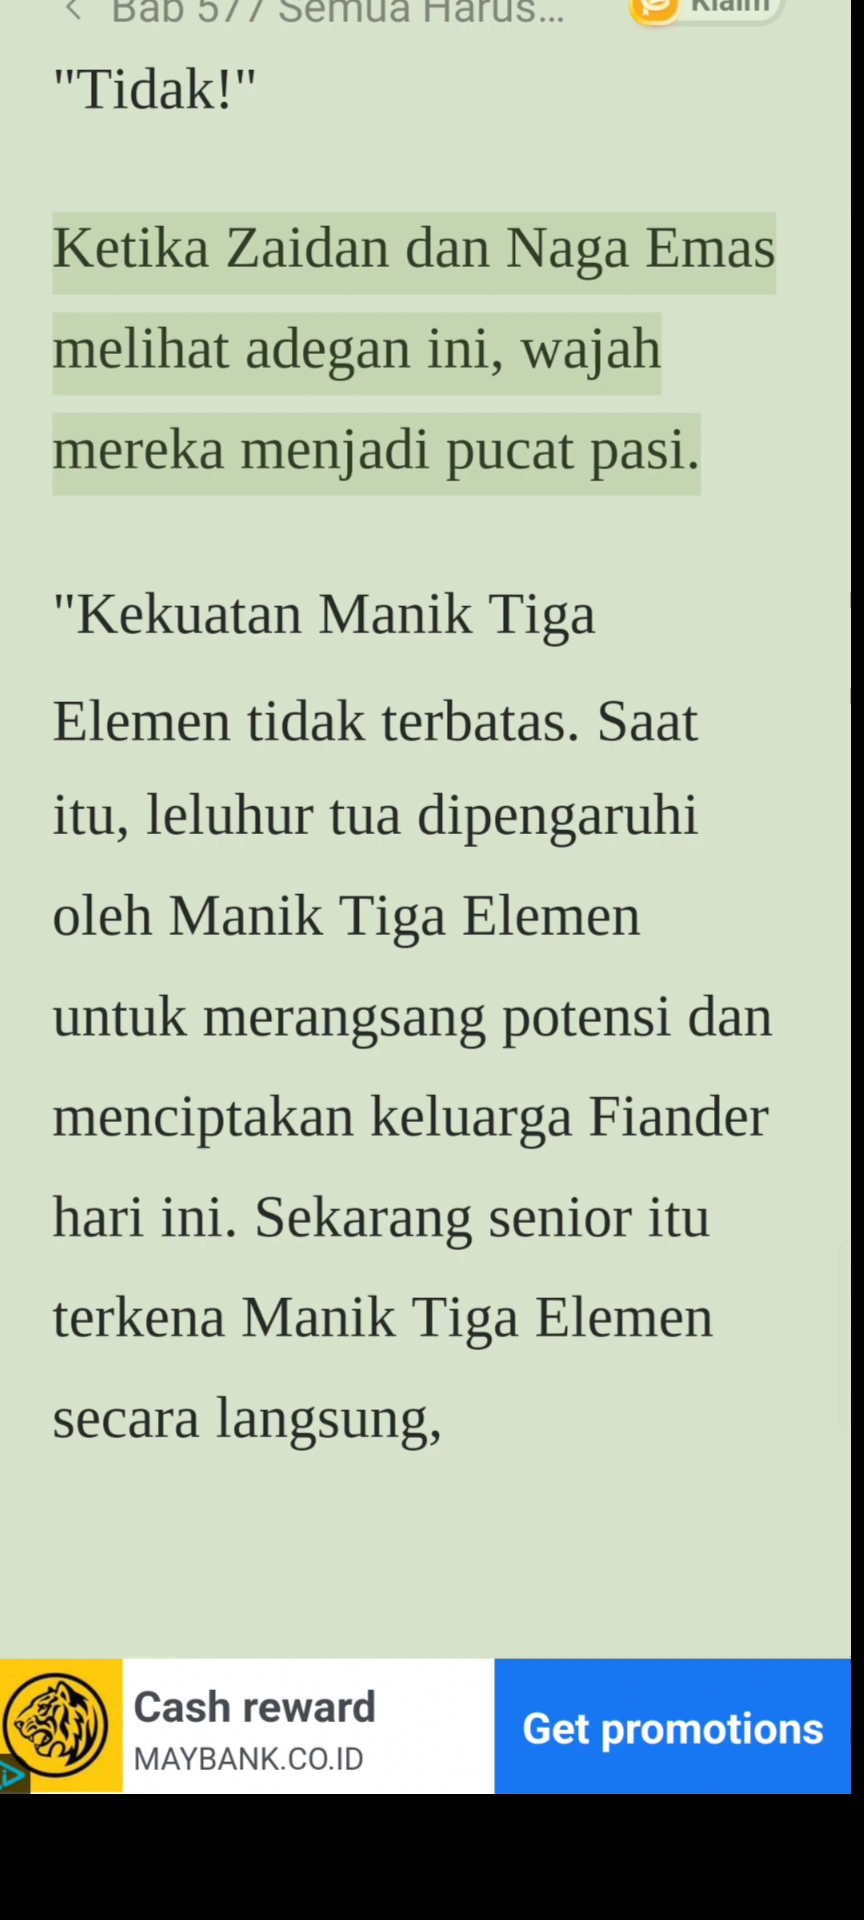 Bab 577 Semua Harus...
Klaim
"Tidak!"
Ketika Zaidan dan Naga Emas
melihat adegan ini, wajah
mereka menjadi pucat pasi.
"Kekuatan Manik Tiga
Elemen tidak terbatas. Saat
itu, leluhur tua dipengaruhi
oleh Manik Tiga Elemen
untuk merangsang potensi dan
menciptakan keluarga Fiander
hari ini. Sekarang senior itu
terkena Manik Tiga Elemen
secara langsung,
Cash reward
MAYBANK.CO.ID
Get promotions